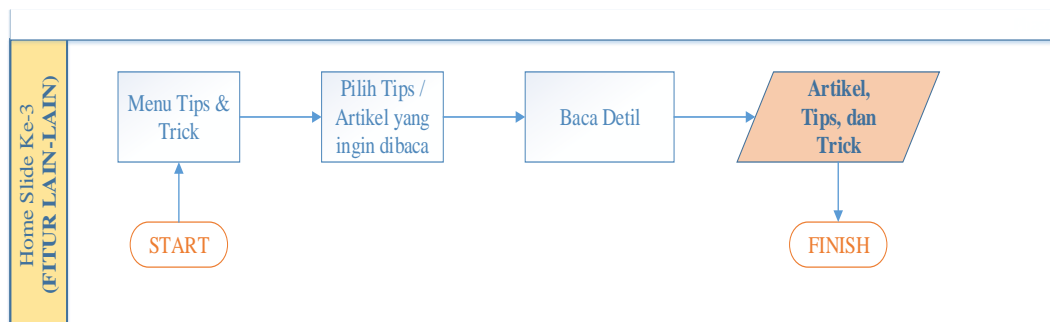 Home Slide Ke-3
(FITUR LAIN-LAIN)
Menu Tips &
Trick
Pilih Tips /
Artikel yang
ingin dibaca
Baca Detil
Artikel,
Tips, dan
Trick
START
FINISH